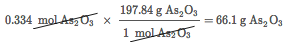 0.334 mol As₂O₃ × 197.84 g As₂O₃ / 1 mol As₂O₃ = 66.1 g As₂O₃